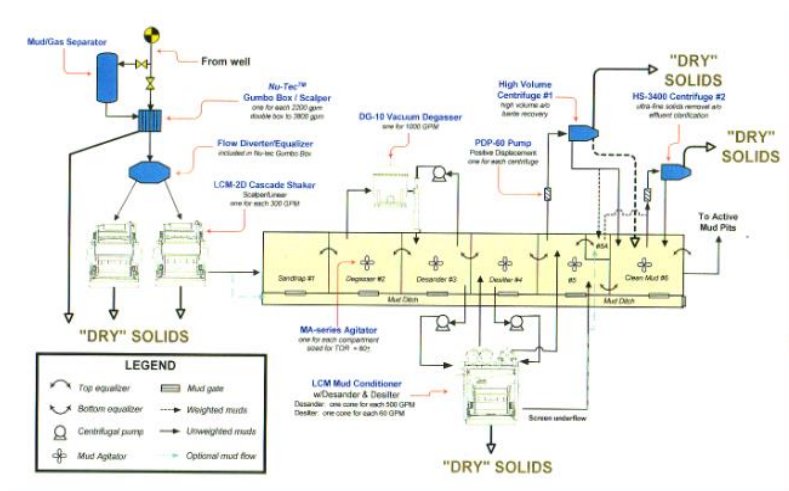 Mud/Gas Separator
From well
Nu-Tec™
Gumbo Box / Scalper
one for each 2200 gpm
double box to 3800 gpm
Flow Diverter/Equalizer
included in Nu-tec Gumbo Box
LCM-2D Cascade Shaker
Scalper/Linear
one for each 300 GPM
DG-10 Vacuum Degasser
one for 1000 GPM
PDP-60 Pump
Positive Displacement
one for each centrifuge
High Volume
Centrifuge #1
high volume a/o
barite recovery
"DRY"
SOLIDS
HS-3400 Centrifuge #2
ultra-fine solids removal a/o
effluent clarification
"DRY"
SOLIDS
To Active
Mud Pits
Sandtrap #1
Degasser #2
Desander #3
Desilter #4
#5
#5A
Clean Mud #6
Mud Ditch
Mud Ditch
MA-series Agitator
one for each compartment
sized for TOR
"DRY" SOLIDS
LCM Mud Conditioner
w/Desander & Desilter
Desander: one cone for each 500 GPM
Desilter: one cone for each 60 GPM
Screen underflow
"DRY" SOLIDS
LEGEND
Top equalizer
Mud gate
Bottom equalizer
Weighted muds
Centrifugal pump
Unweighted muds
Mud Agitator
Optional mud flow